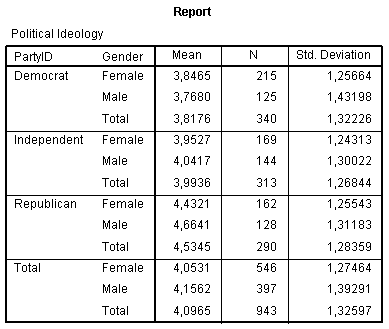 Report
Political Ideology
PartyID Gender Mean N Std. Deviation
Democrat Female 3,8465 215 1,25664
Male 3,7680 125 1,43198
Total 3,8176 340 1,32226
Independent Female 3,9527 169 1,24313
Male 4,0417 144 1,30022
Total 3,9936 313 1,26844
Republican Female 4,4321 162 1,25543
Male 4,6641 128 1,31183
Total 4,5345 290 1,28359
Total Female 4,0531 546 1,27464
Male 4,1562 397 1,39291
Total 4,0965 943 1,32597